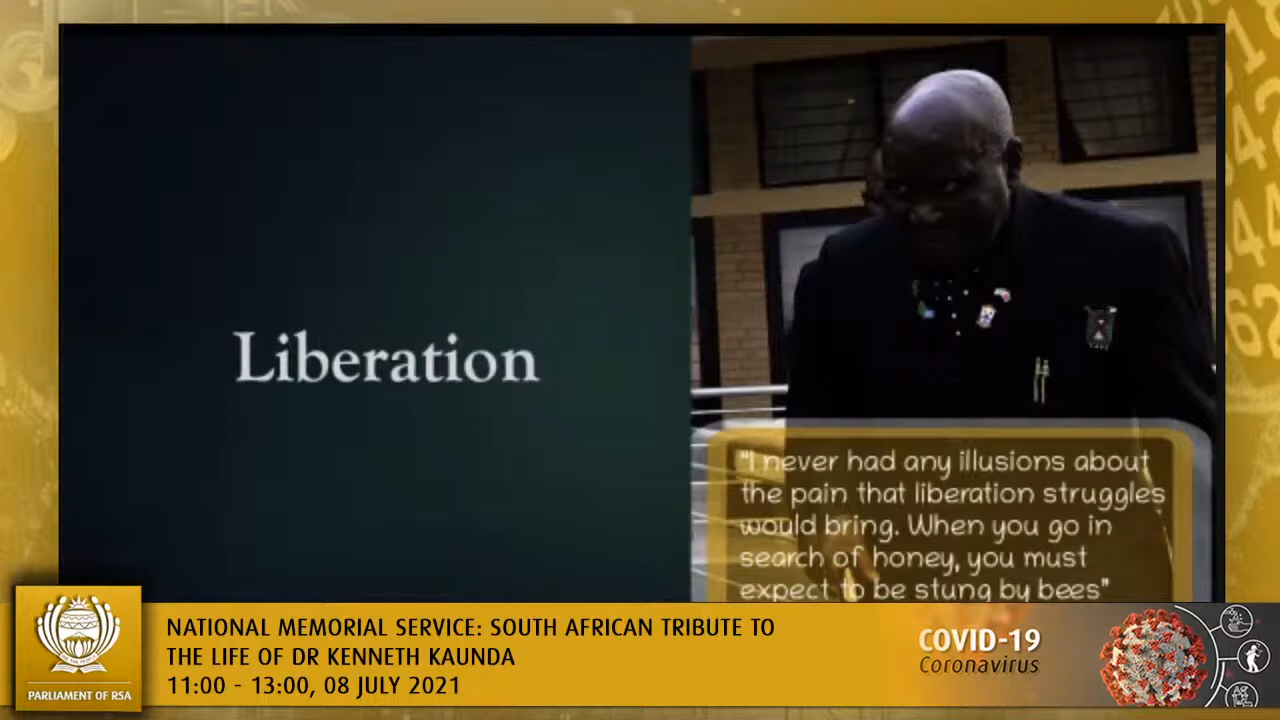 Liberation
"I never had any illusions about
the pain that liberation struggles
would bring. When you go in
search of honey, you must
expect to be stung by bees"
NATIONAL MEMORIAL SERVICE: SOUTH AFRICAN TRIBUTE TO
THE LIFE OF DR KENNETH KAUNDA
11:00 - 13:00, 08 JULY 2021
PARLIAMENT OF RSA
COVID-19
Coronavirus